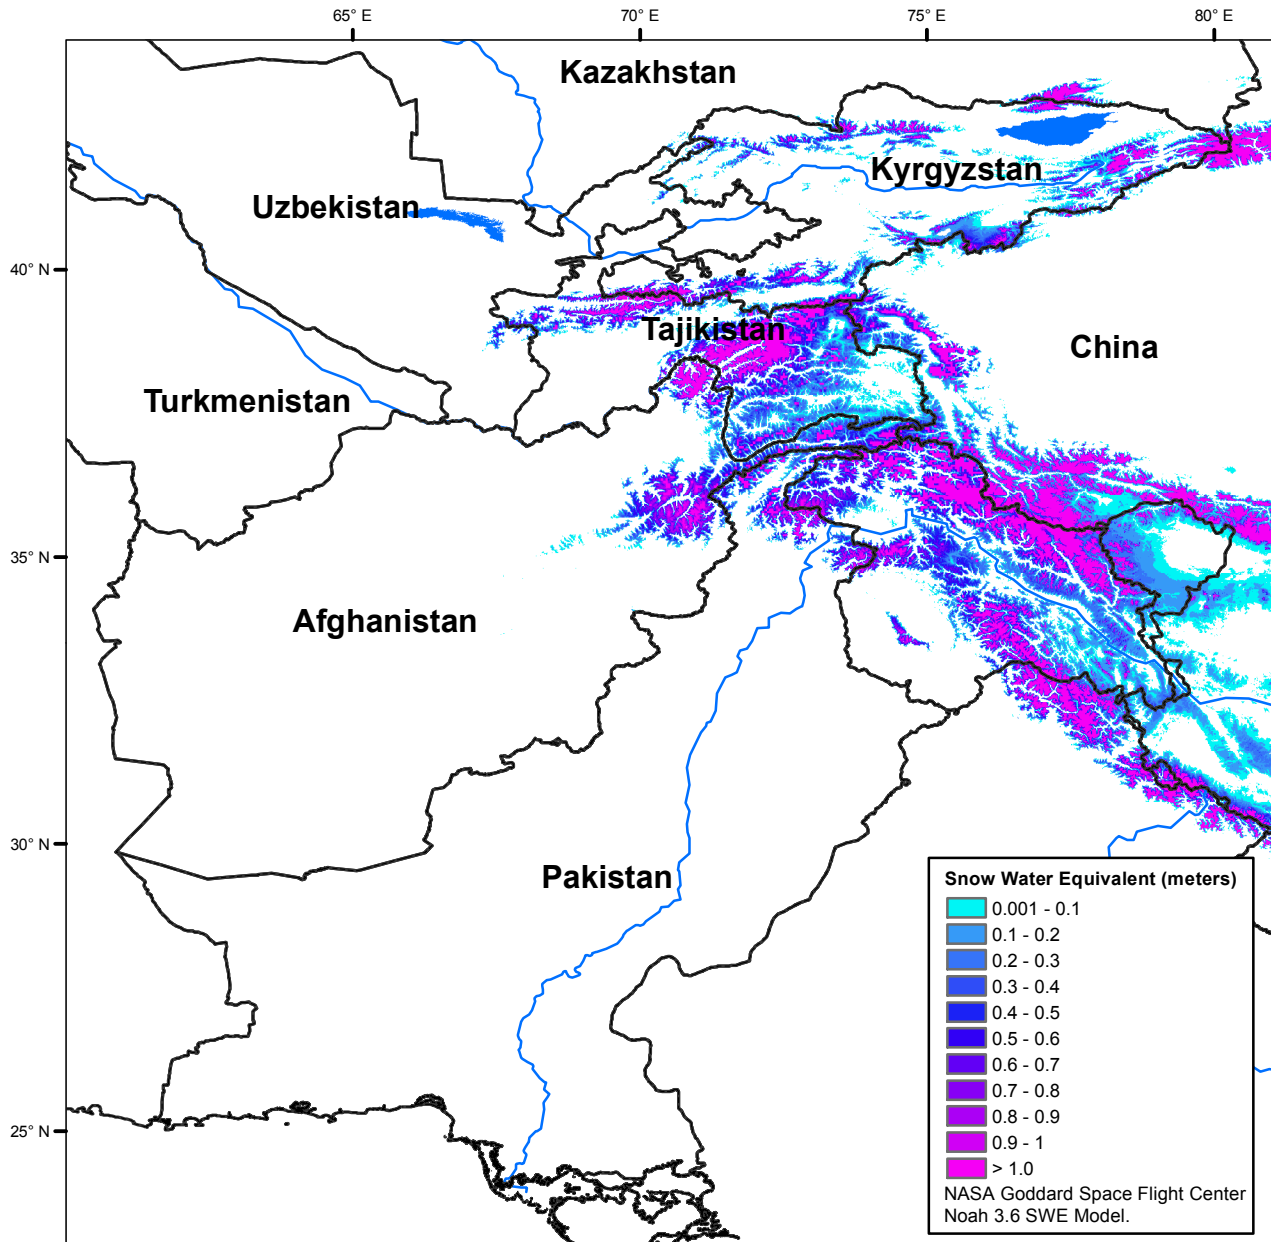 65° E 70° E 75° E 80° E
Kazakhstan
Kyrgyzstan
Uzbekistan
40° N
Tajikistan
China
Turkmenistan
35° N
Afghanistan
30° N
Pakistan
25° N
Snow Water Equivalent (meters)
0.001 - 0.1
0.1 - 0.2
0.2 - 0.3
0.3 - 0.4
0.4 - 0.5
0.5 - 0.6
0.6 - 0.7
0.7 - 0.8
0.8 - 0.9
0.9 - 1
> 1.0
NASA Goddard Space Flight Center
Noah 3.6 SWE Model.